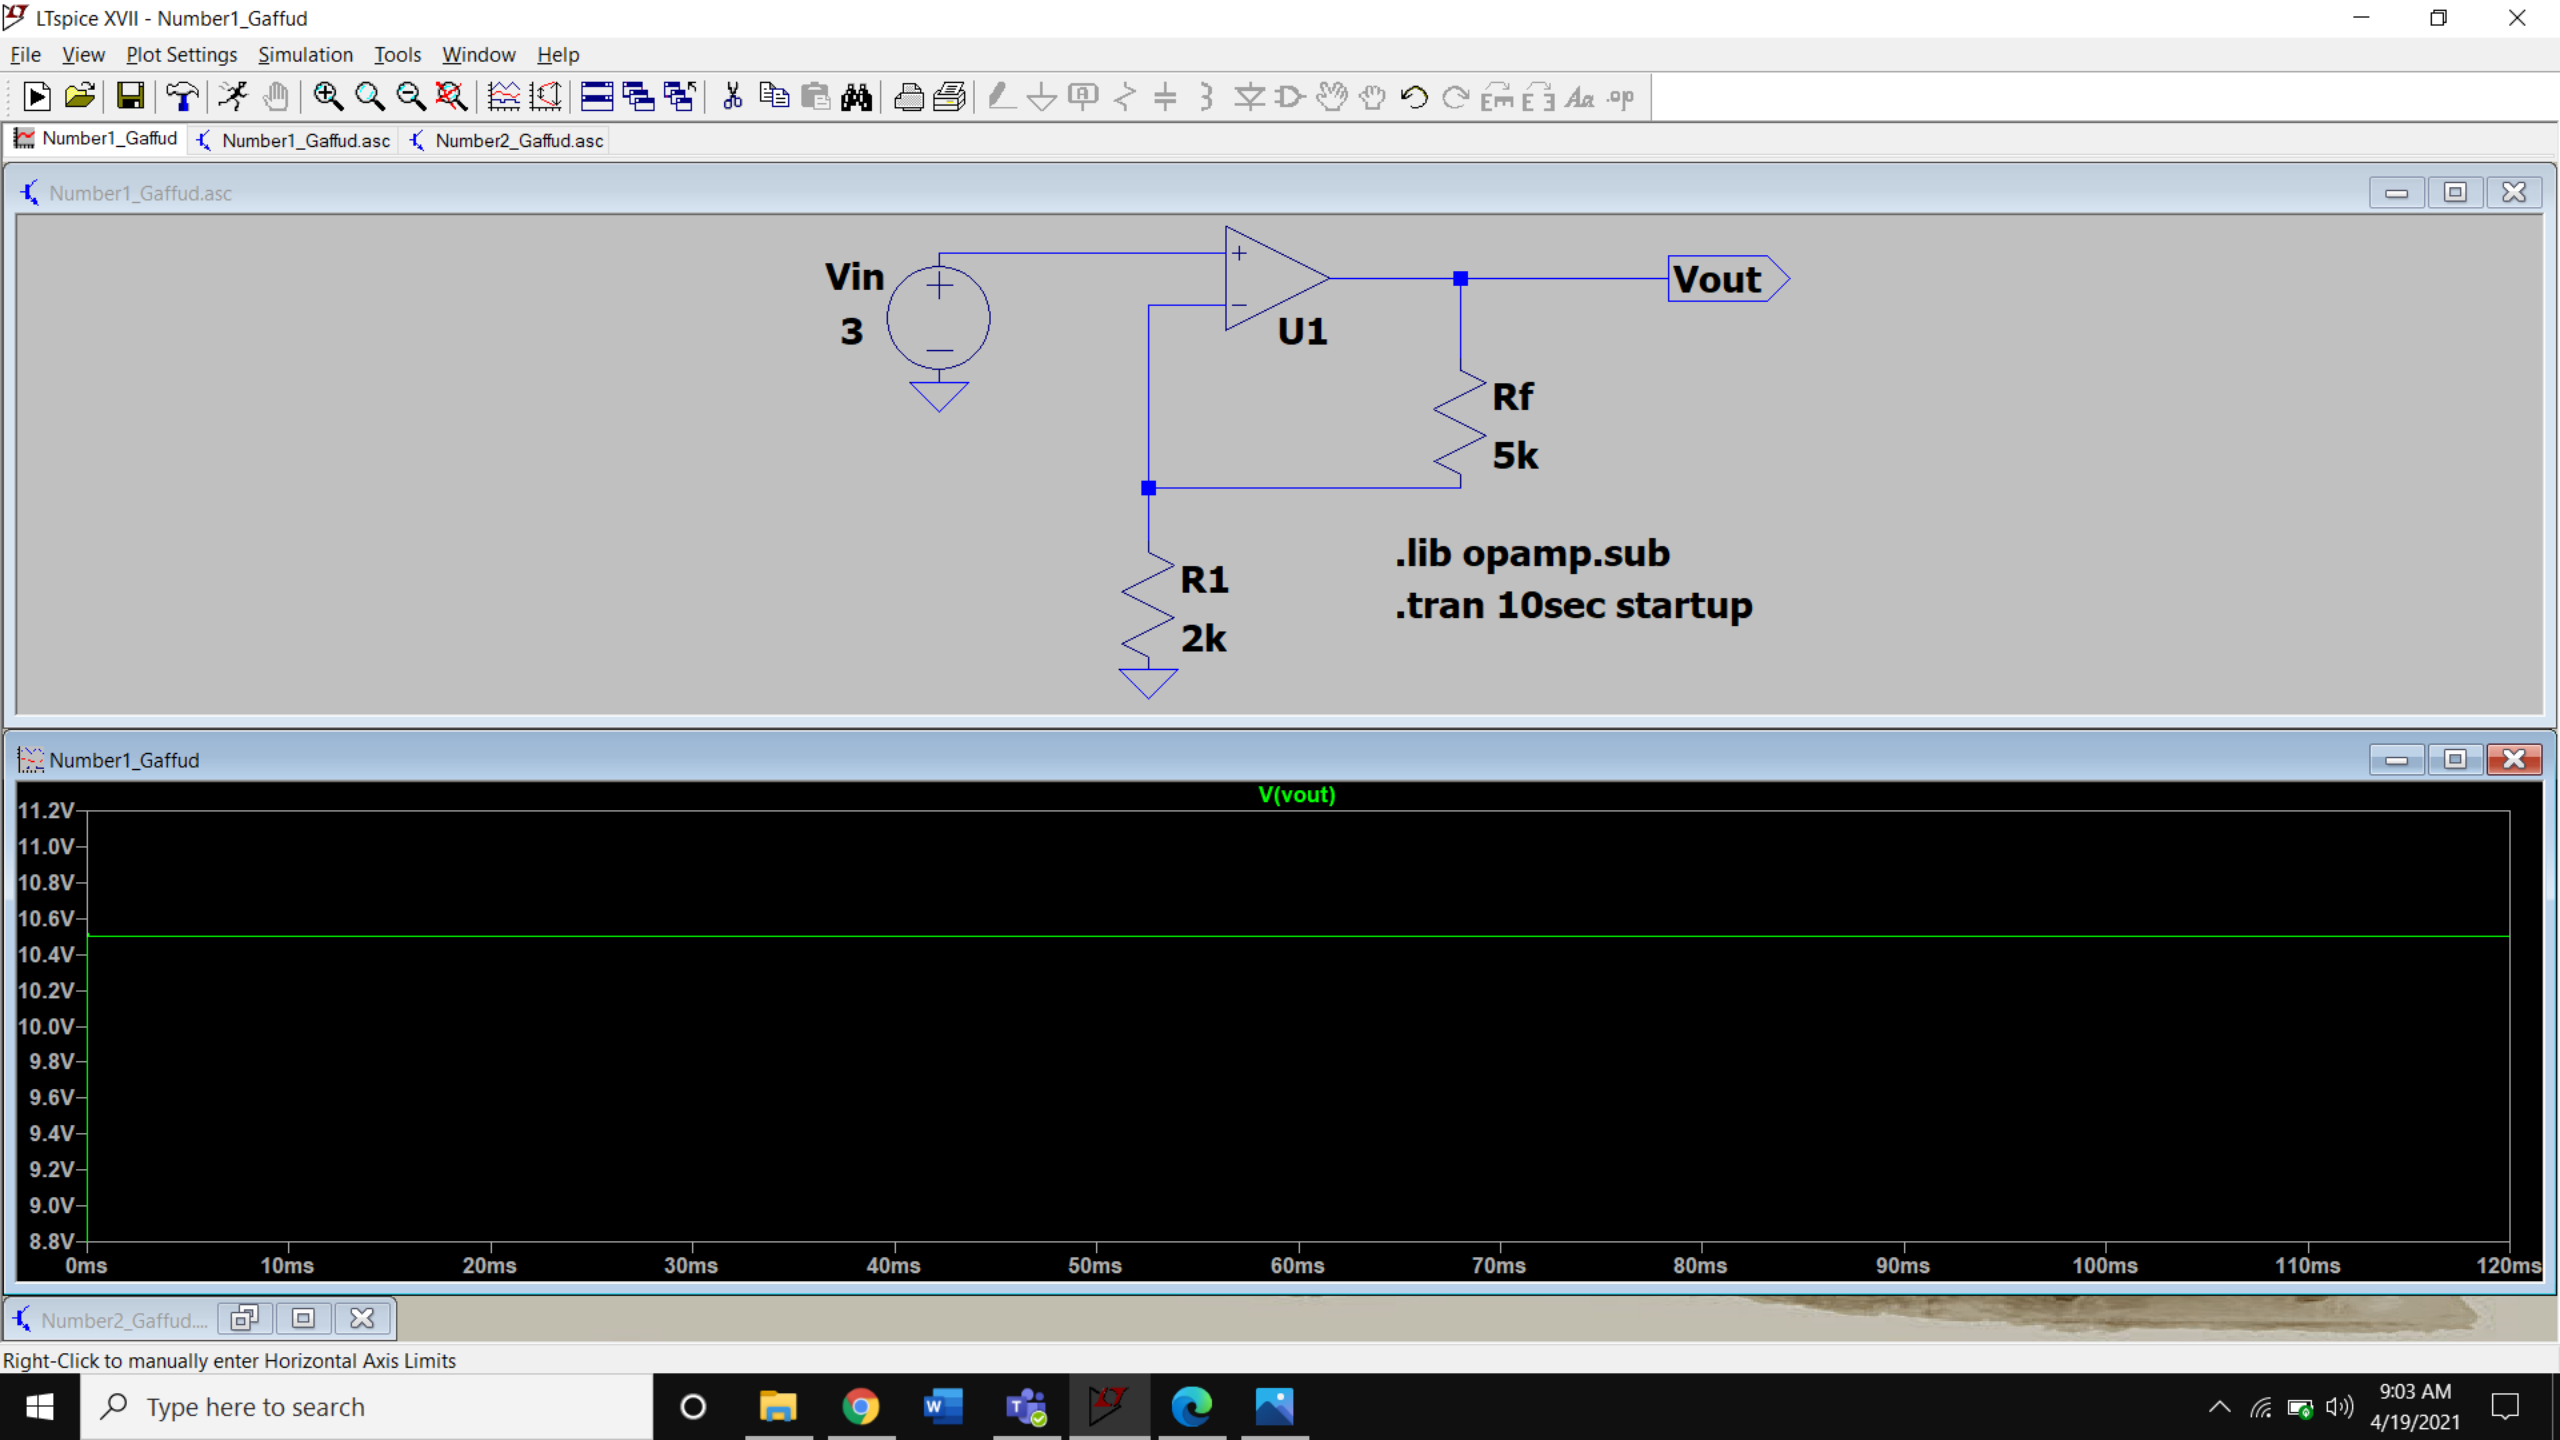 LTspice XVII - Number1_Gaffud
File View Plot Settings Simulation Tools Window Help
Number1_Gaffud Number1_Gaffud.asc Number2_Gaffud.asc
Number1_Gaffud.asc
Vin
3
+
−
+
−
U1
Vout
Rf
5k
R1
2k
.lib opamp.sub
.tran 10sec startup
Number1_Gaffud
V(vout)
11.2V
11.0V
10.8V
10.6V
10.4V
10.2V
10.0V
9.8V
9.6V
9.4V
9.2V
9.0V
8.8V
0ms 10ms 20ms 30ms 40ms 50ms 60ms 70ms 80ms 90ms 100ms 110ms 120ms
Number2_Gaffud....
Right-Click to manually enter Horizontal Axis Limits
Type here to search
9:03 AM
4/19/2021